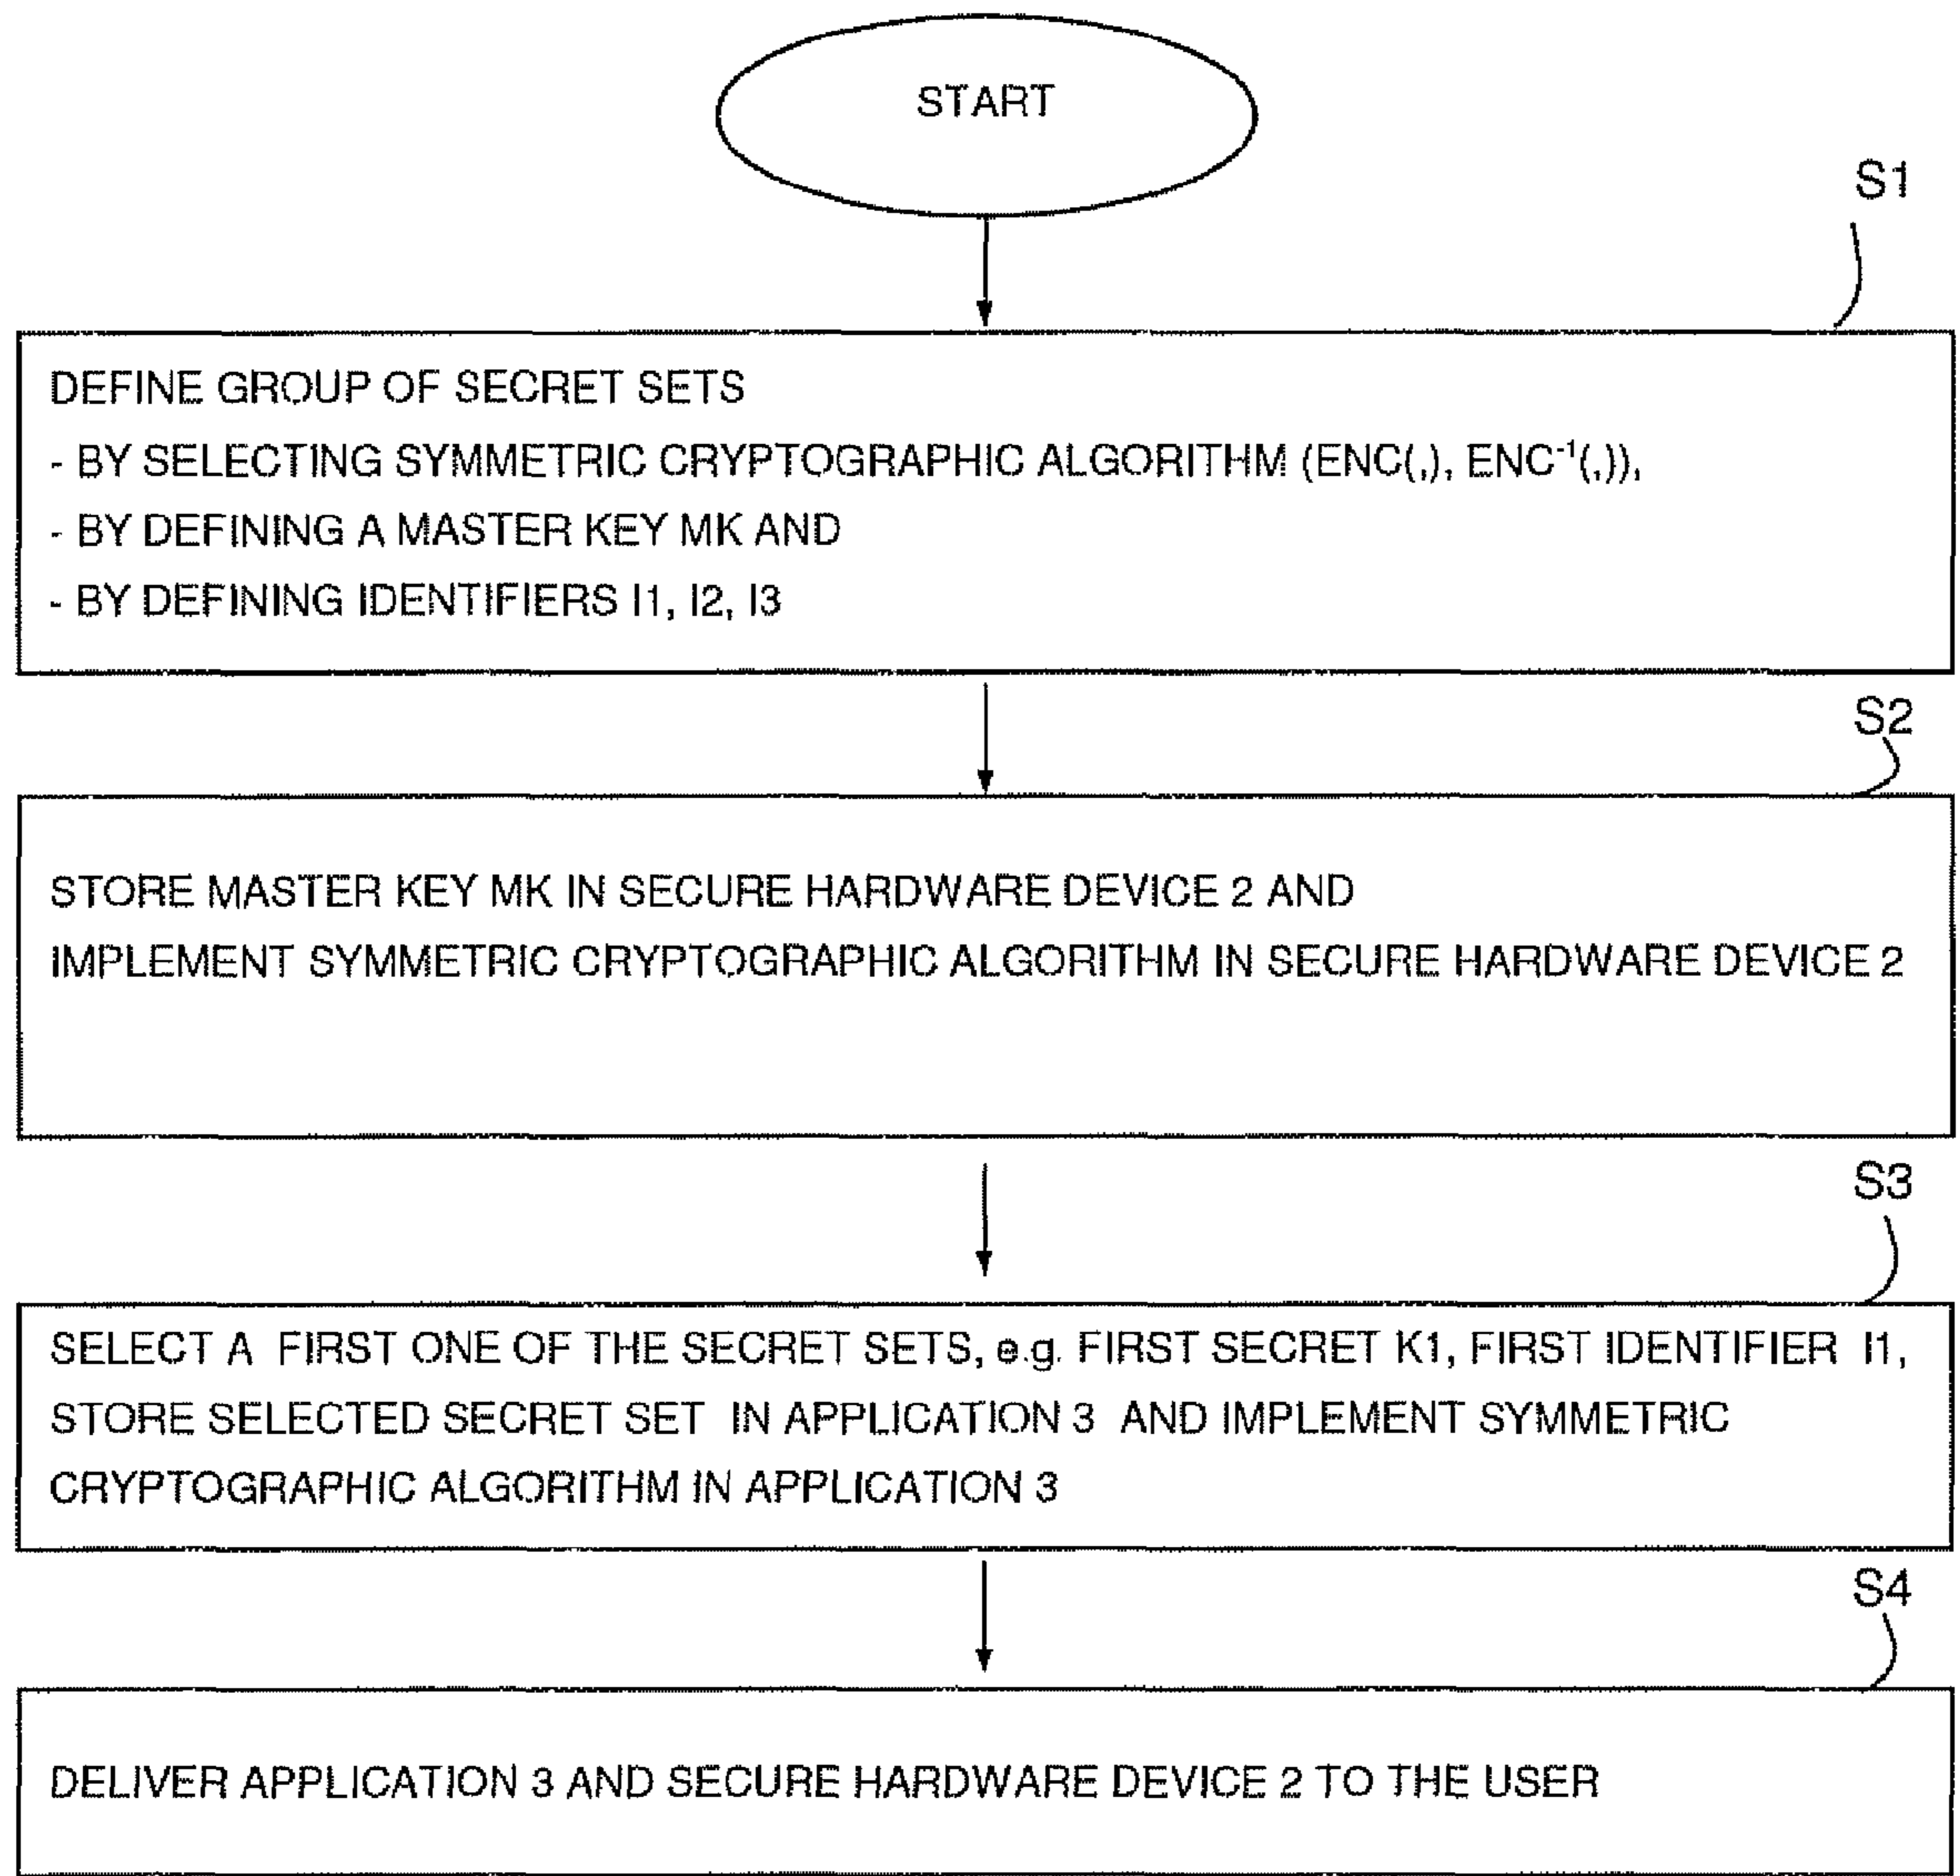 START
S1
DEFINE GROUP OF SECRET SETS
- BY SELECTING SYMMETRIC CRYPTOGRAPHIC ALGORITHM (ENC(,), ENC⁻¹(,)),
- BY DEFINING A MASTER KEY MK AND
- BY DEFINING IDENTIFIERS I1, I2, I3
S2
STORE MASTER KEY MK IN SECURE HARDWARE DEVICE 2 AND
IMPLEMENT SYMMETRIC CRYPTOGRAPHIC ALGORITHM IN SECURE HARDWARE DEVICE 2
S3
SELECT A FIRST ONE OF THE SECRET SETS, e.g. FIRST SECRET K1, FIRST IDENTIFIER I1,
STORE SELECTED SECRET SET IN APPLICATION 3 AND IMPLEMENT SYMMETRIC
CRYPTOGRAPHIC ALGORITHM IN APPLICATION 3
S4
DELIVER APPLICATION 3 AND SECURE HARDWARE DEVICE 2 TO THE USER